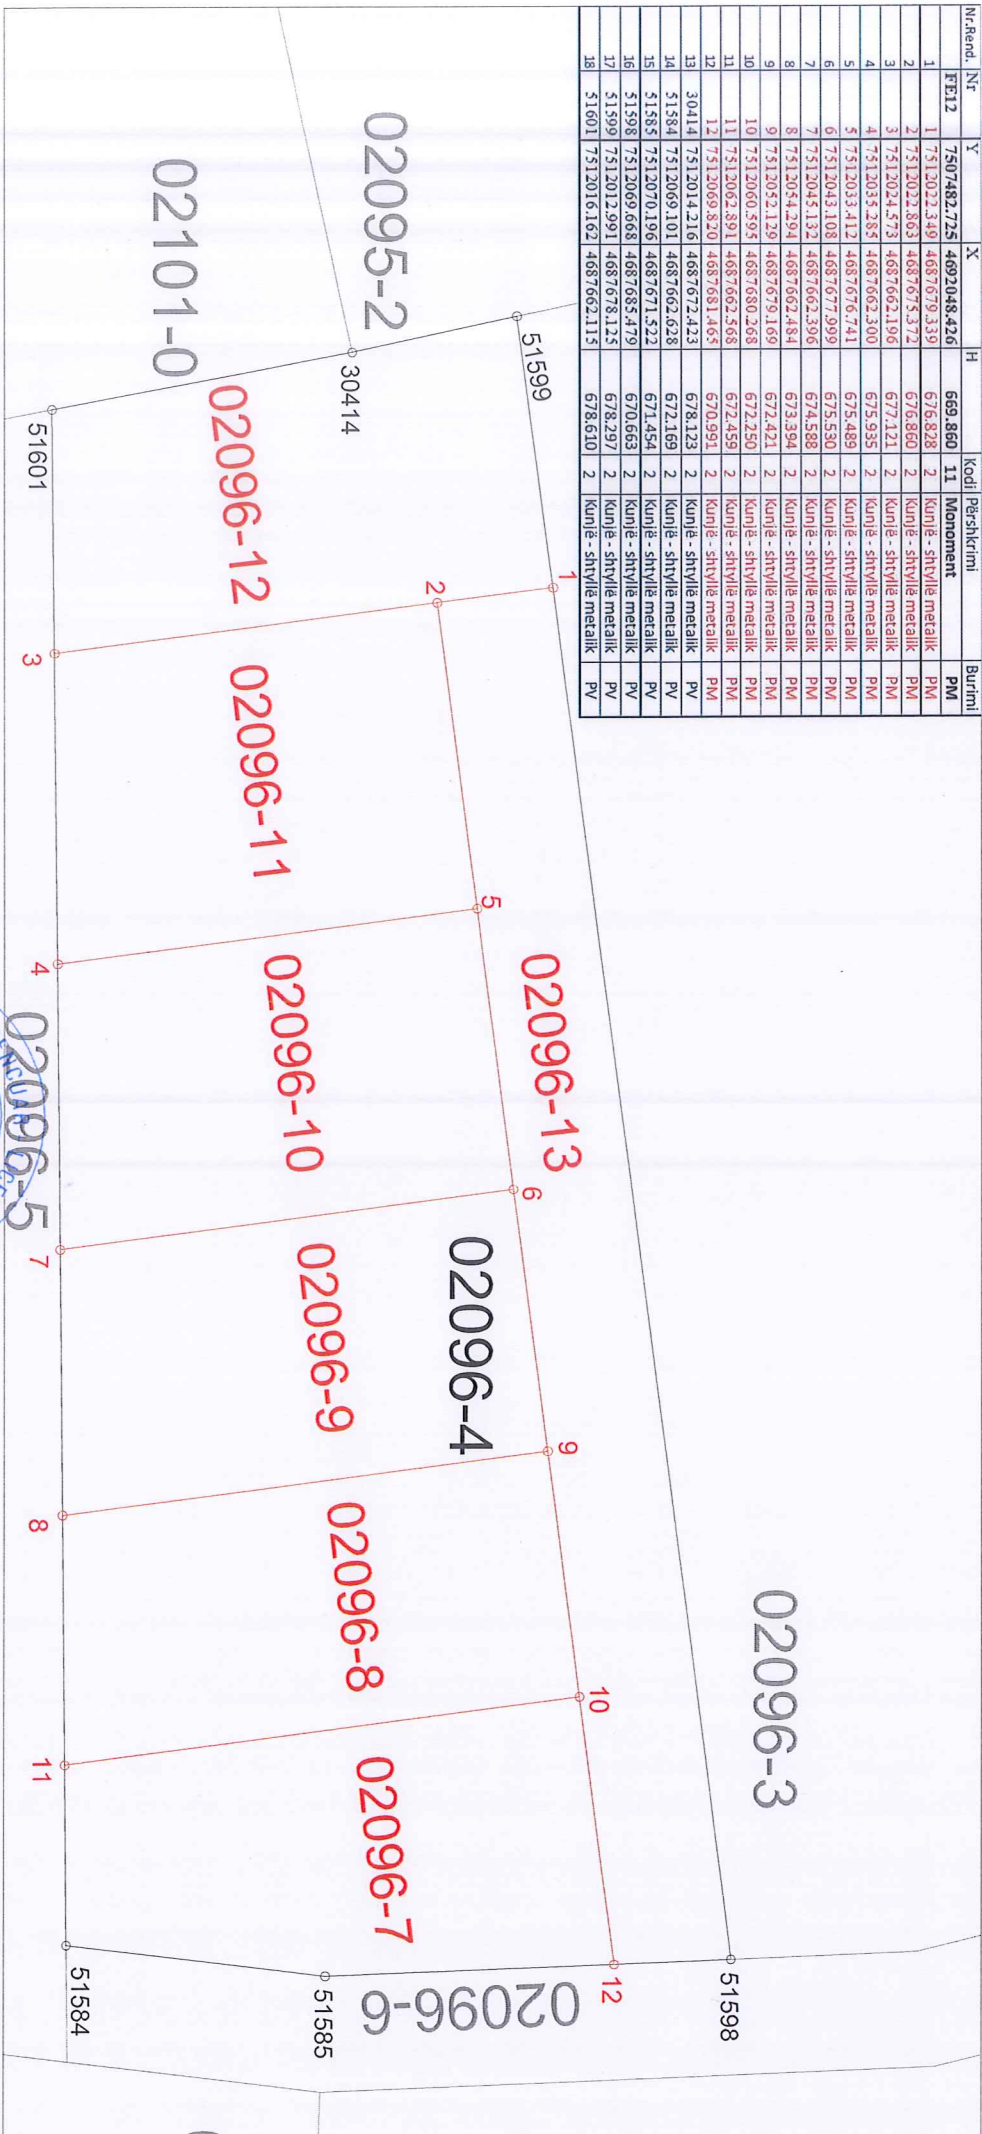 Nr.Rend. Nr Y X H Kodi Përshkrimi Burimi
FE12 7507482.725 4692048.426 669.860 11 Monoment PM
1 1 7512022.349 4687679.339 676.828 2 Kunjë - shtyllë metalik PM
2 2 7512022.863 4687675.372 676.860 2 Kunjë - shtyllë metalik PM
3 3 7512024.573 4687662.196 677.121 2 Kunjë - shtyllë metalik PM
4 4 7512035.285 4687662.300 675.935 2 Kunjë - shtyllë metalik PM
5 5 7512033.412 4687676.741 675.489 2 Kunjë - shtyllë metalik PM
6 6 7512043.108 4687677.999 675.530 2 Kunjë - shtyllë metalik PM
7 7 7512045.132 4687662.396 674.588 2 Kunjë - shtyllë metalik PM
8 8 7512054.294 4687662.484 673.394 2 Kunjë - shtyllë metalik PM
9 9 7512052.129 4687679.169 672.421 2 Kunjë - shtyllë metalik PM
10 10 7512060.595 4687680.268 672.250 2 Kunjë - shtyllë metalik PM
11 11 7512062.891 4687662.568 672.459 2 Kunjë - shtyllë metalik PM
12 12 7512069.820 4687681.465 670.991 2 Kunjë - shtyllë metalik PM
13 30414 7512014.216 4687672.433 678.123 2 Kunjë - shtyllë metalik PV
14 51584 7512069.101 4687662.628 672.169 2 Kunjë - shtyllë metalik PV
15 51585 7512070.196 4687671.522 671.454 2 Kunjë - shtyllë metalik PV
16 51598 7512069.668 4687685.479 670.663 2 Kunjë - shtyllë metalik PV
17 51599 7512012.991 4687678.125 678.297 2 Kunjë - shtyllë metalik PV
18 51601 7512016.162 4687662.115 678.610 2 Kunjë - shtyllë metalik PV
02096-3
51598
51599
1
12
10
9
02096-13
6
5
2
02096-6
02096-4
02095-2
30414
51585
02096-7
02096-8
02096-9
02096-10
02096-11
02096-12
02101-0
51601
3
4
7
8
11
51584
02096-5